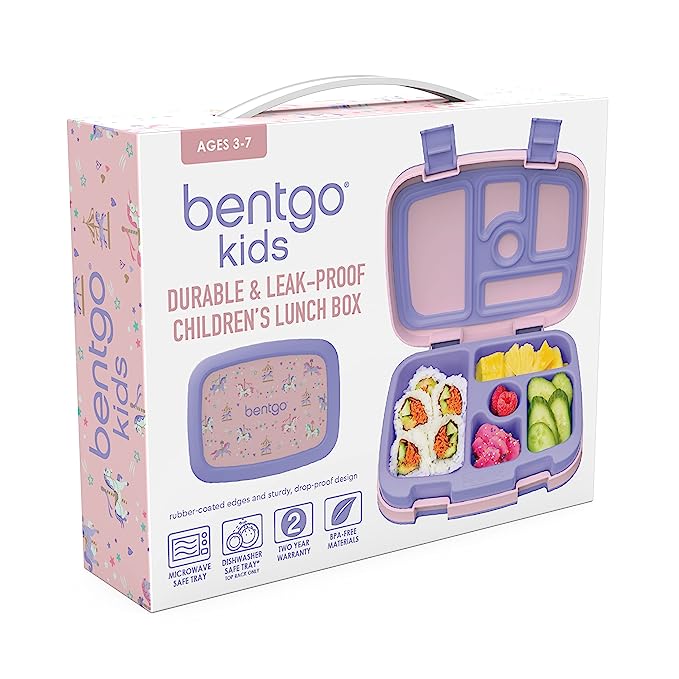 AGES 3-7
bentgo®
kids
DURABLE & LEAK-PROOF
CHILDREN'S LUNCH BOX
bentgo®
rubber-coated edges and sturdy, drop-proof design
MICROWAVE
SAFE TRAY
DISHWASHER
SAFE TRAY*
TOP RACK ONLY
2
TWO YEAR
WARRANTY
BPA-FREE
MATERIALS
bentgo
kids